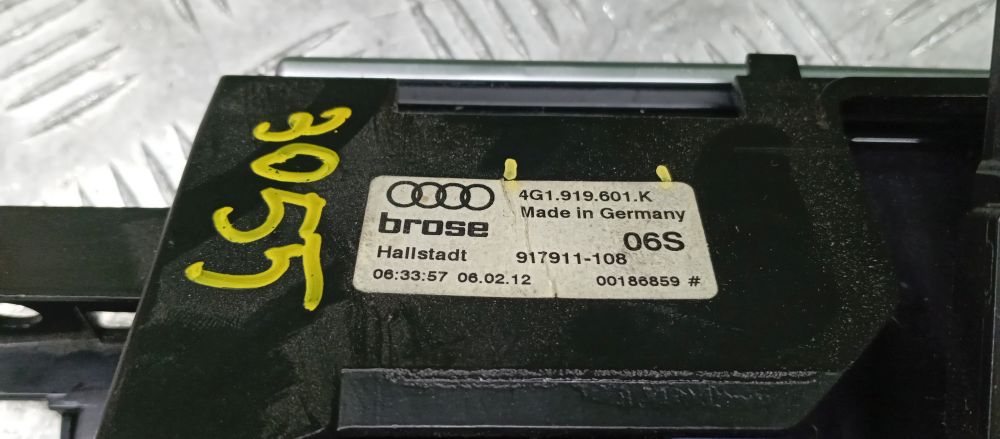 3055
4G1.919.601.K
Made in Germany
brose
06S
Hallstadt 917911-108
06:33:57 06.02.12 00186859 #